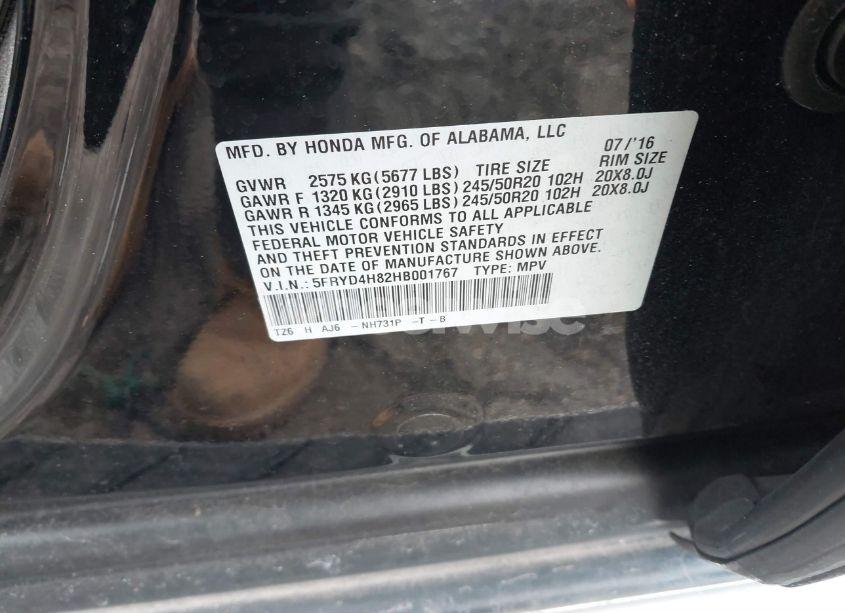 MFD. BY HONDA MFG. OF ALABAMA, LLC 07/'16
GVWR 2575 KG(5677 LBS) TIRE SIZE RIM SIZE
GAWR F 1320 KG(2910 LBS) 245/50R20 102H 20X8.0J
GAWR R 1345 KG(2965 LBS) 245/50R20 102H 20X8.0J
THIS VEHICLE CONFORMS TO ALL APPLICABLE
FEDERAL MOTOR VEHICLE SAFETY
AND THEFT PREVENTION STANDARDS IN EFFECT
ON THE DATE OF MANUFACTURE SHOWN ABOVE.
V.I.N.: 5FRYD4H82HB001767 TYPE: MPV
TZ6 H AJ6 -NH731P -T-B